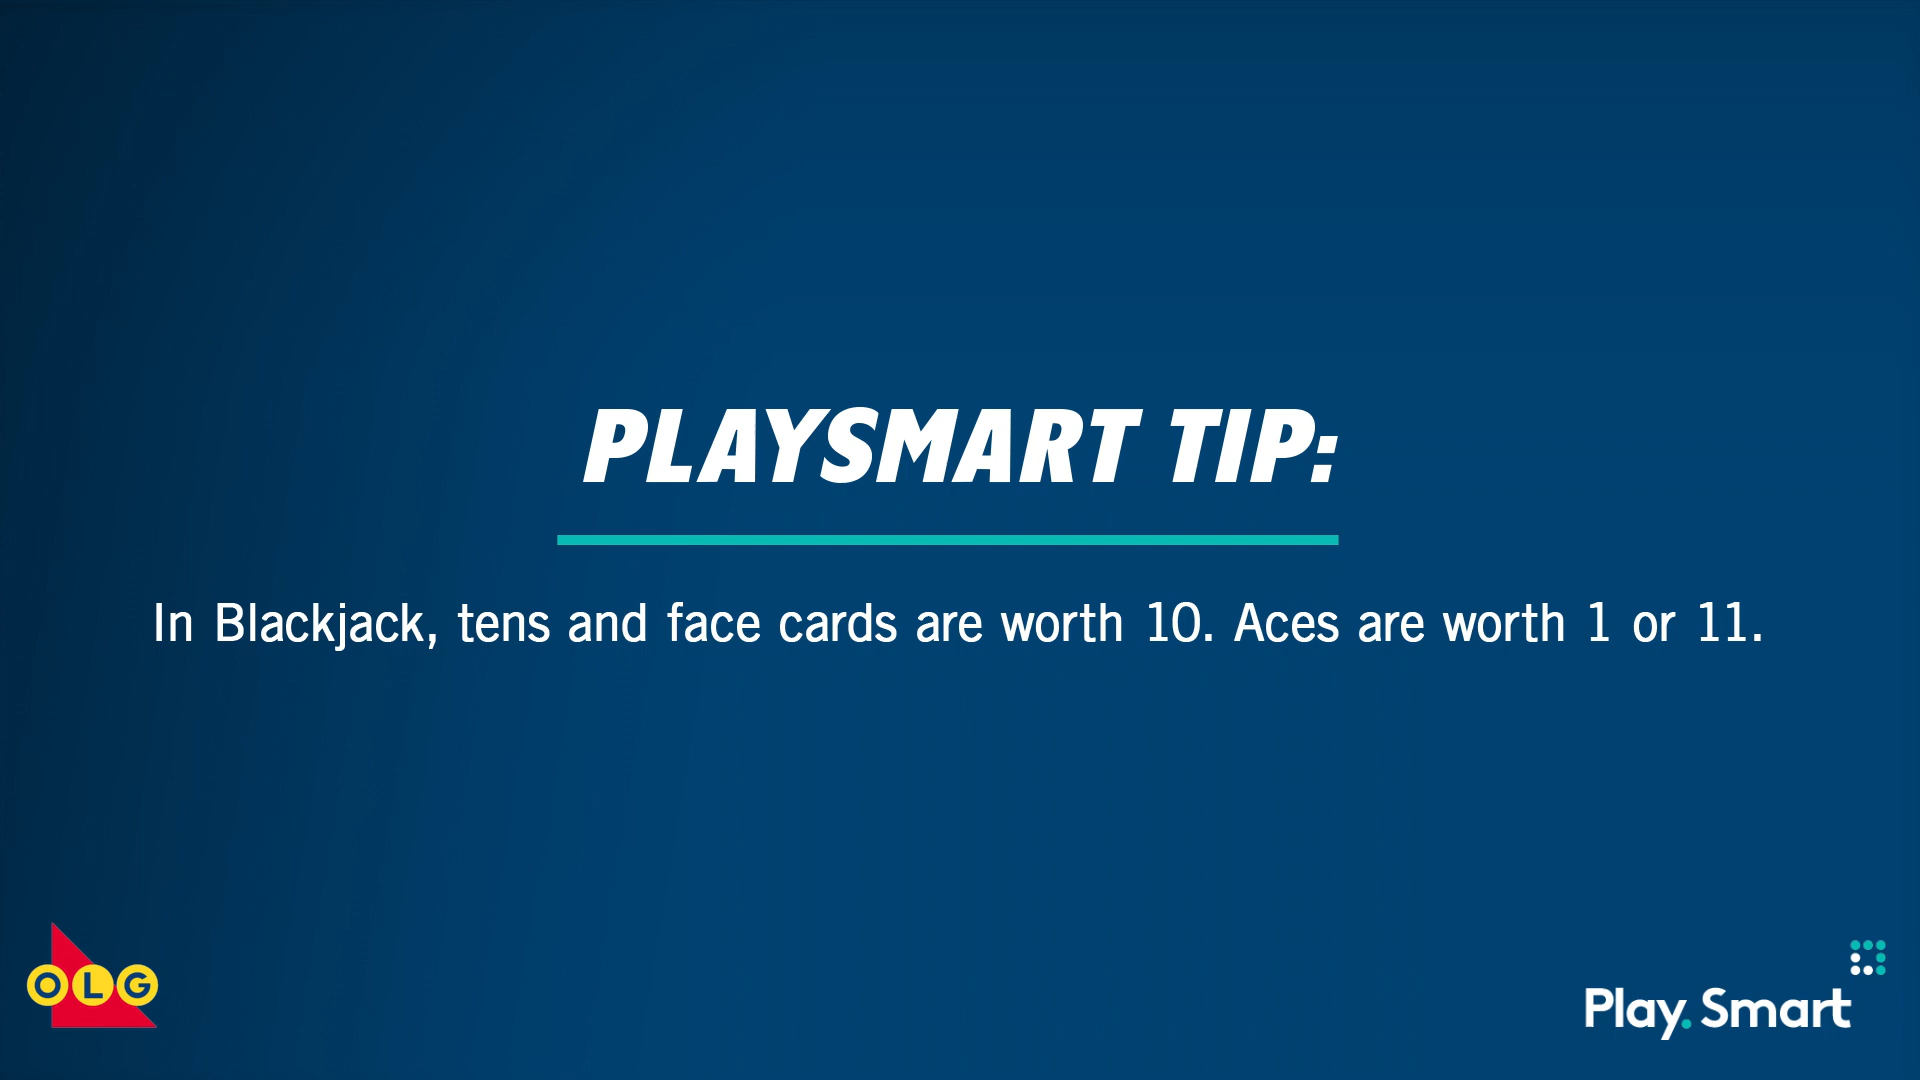 PLAYSMART TIP:
In Blackjack, tens and face cards are worth 10. Aces are worth 1 or 11.
OLG
Play. Smart